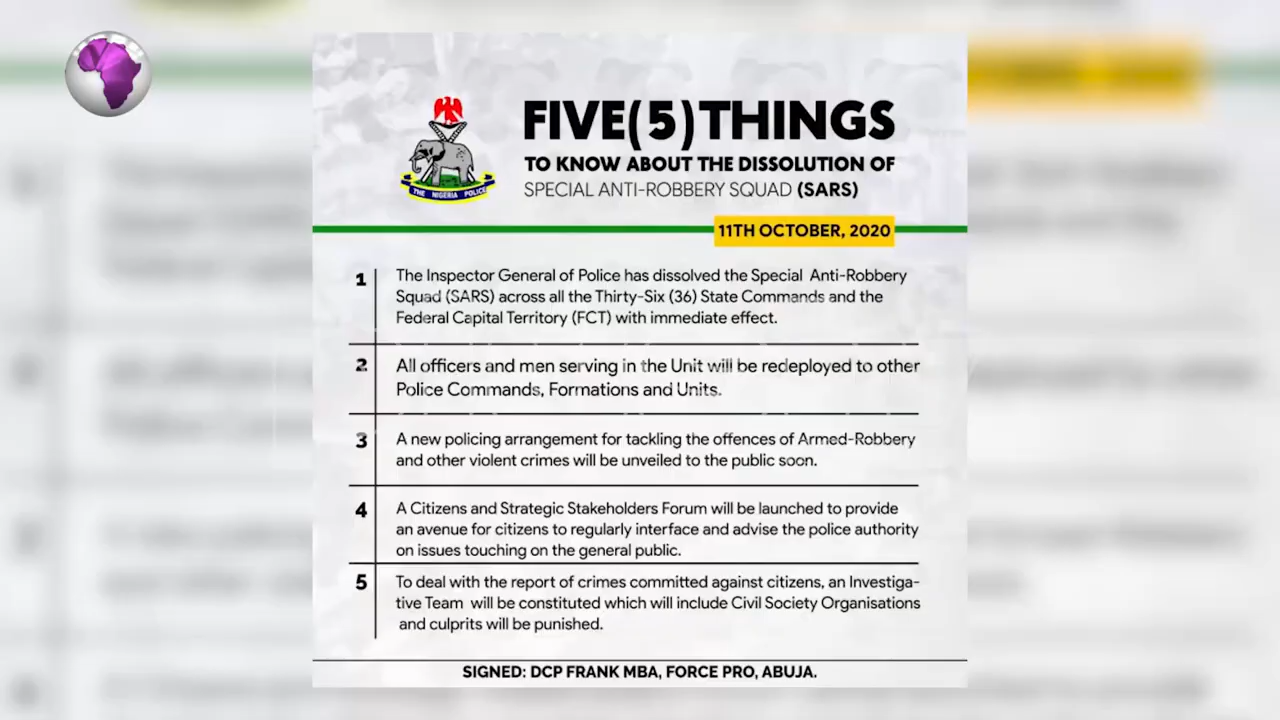 FIVE(5)THINGS
TO KNOW ABOUT THE DISSOLUTION OF
SPECIAL ANTI-ROBBERY SQUAD (SARS)
THE NIGERIA POLICE
11TH OCTOBER, 2020
1
The Inspector General of Police has dissolved the Special Anti-Robbery
Squad (SARS) across all the Thirty-Six (36) State Commands and the
Federal Capital Territory (FCT) with immediate effect.
2
All officers and men serving in the Unit will be redeployed to other
Police Commands, Formations and Units.
3
A new policing arrangement for tackling the offences of Armed-Robbery
and other violent crimes will be unveiled to the public soon.
4
A Citizens and Strategic Stakeholders Forum will be launched to provide
an avenue for citizens to regularly interface and advise the police authority
on issues touching on the general public.
5
To deal with the report of crimes committed against citizens, an Investiga-
tive Team will be constituted which will include Civil Society Organisations
and culprits will be punished.
SIGNED: DCP FRANK MBA, FORCE PRO, ABUJA.